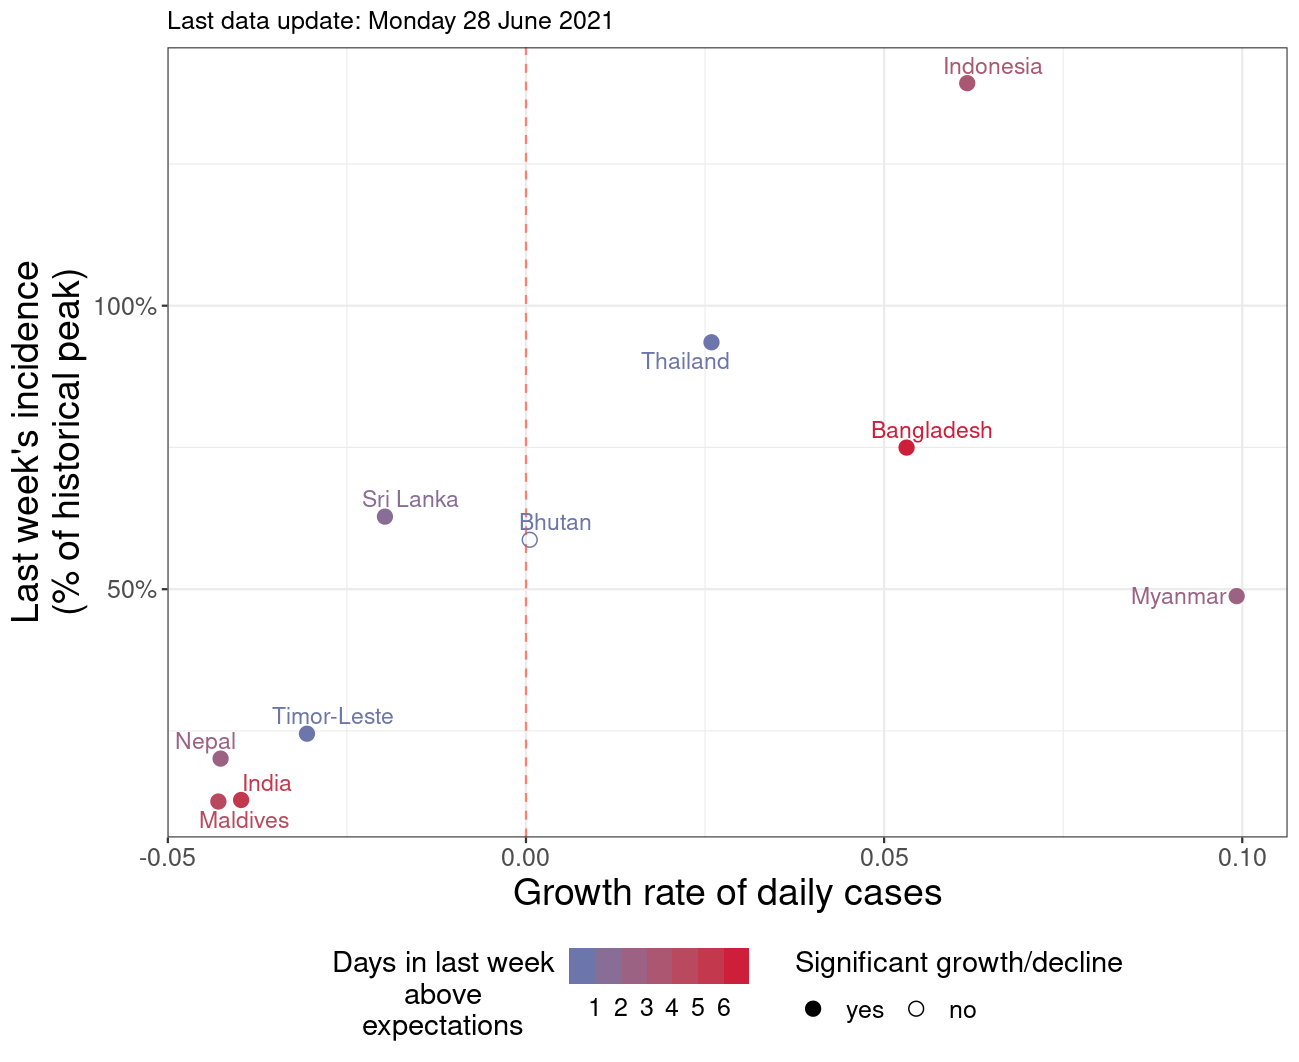 Last data update: Monday 28 June 2021
Indonesia
Thailand
Bangladesh
Sri Lanka
Bhutan
Myanmar
Timor-Leste
Nepal
India
Maldives
Last week's incidence
(% of historical peak)
100%
50%
-0.05 0.00 0.05 0.10
Growth rate of daily cases
Days in last week
above
expectations
1 2 3 4 5 6
Significant growth/decline
yes no